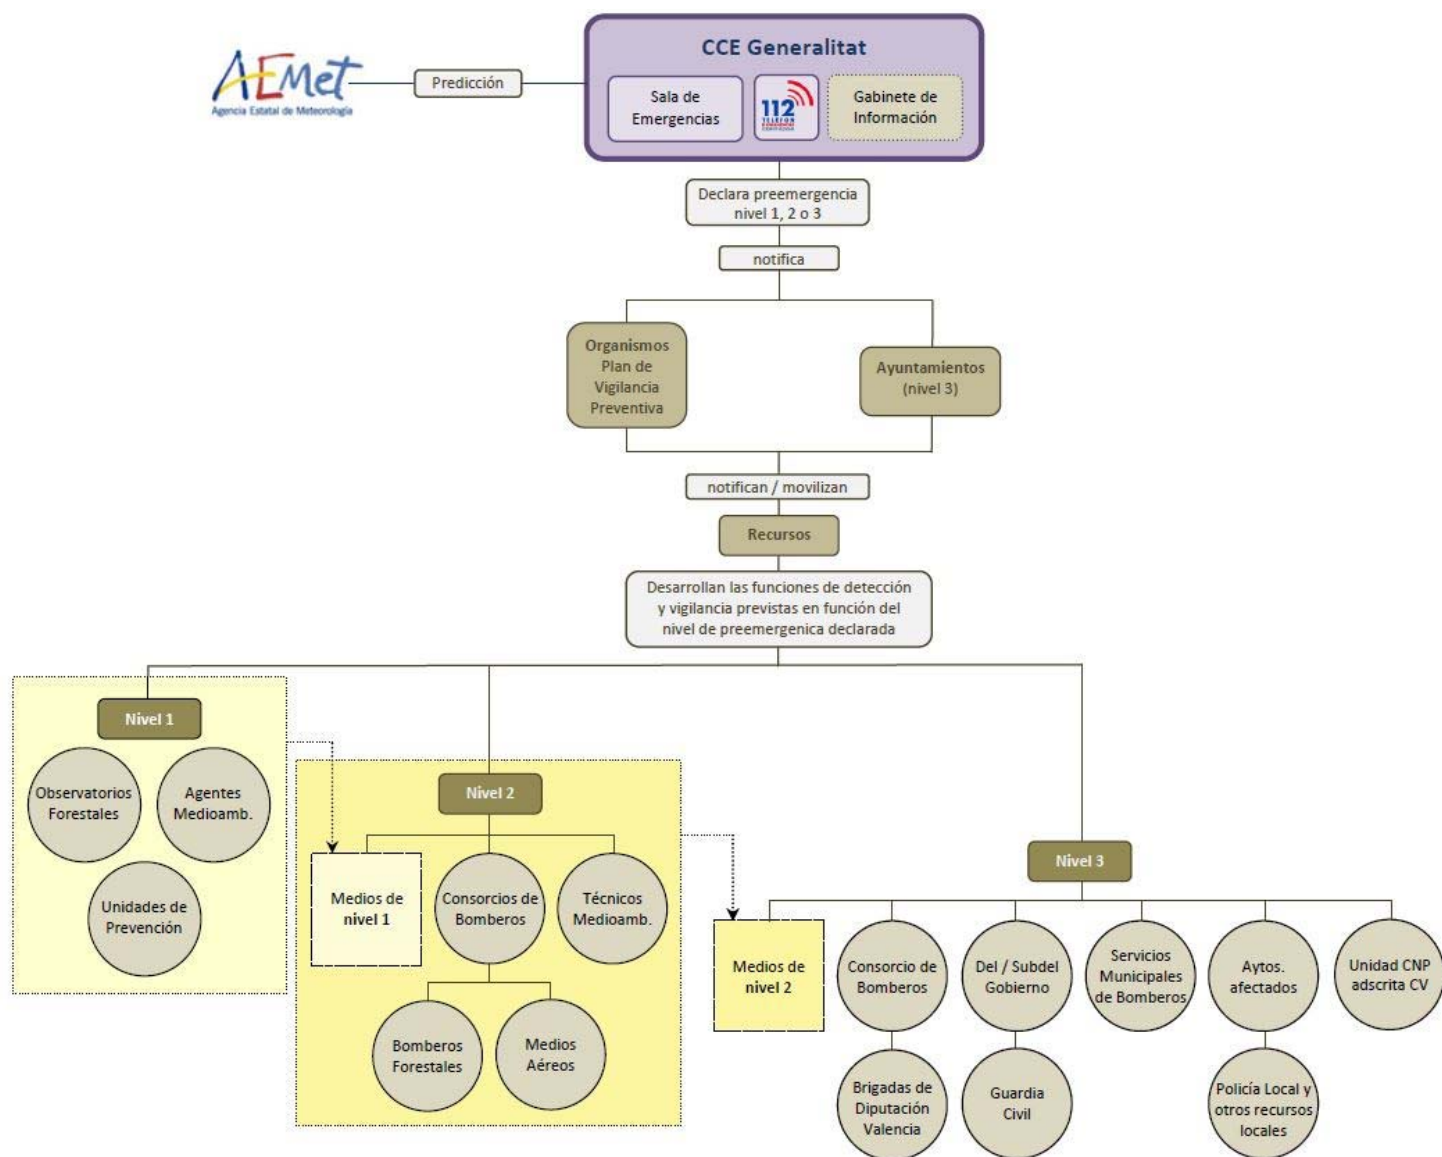 CCE Generalitat
AEMet
Agencia Estatal de Meteorología
Predicción
Sala de
Emergencias
112
Gabinete de
Información
Declara preemergencia
nivel 1, 2 o 3
notifica
Organismos
Plan de
Vigilancia
Preventiva
Ayuntamientos
(nivel 3)
notifican / movilizan
Recursos
Desarrollan las funciones de detección
y vigilancia previstas en función del
nivel de preemergenica declarada
Nivel 1
Observatorios
Forestales
Agentes
Medioamb.
Unidades de
Prevención
Nivel 2
Medios de
nivel 1
Consorcios de
Bomberos
Técnicos
Medioamb.
Bomberos
Forestales
Medios
Aéreos
Nivel 3
Medios de
nivel 2
Consorcio de
Bomberos
Del / Subdel
Gobierno
Servicios
Municipales
de Bomberos
Aytos.
afectados
Unidad CNP
adscrita CV
Brigadas de
Diputación
Valencia
Guardia
Civil
Policía Local y
otros recursos
locales